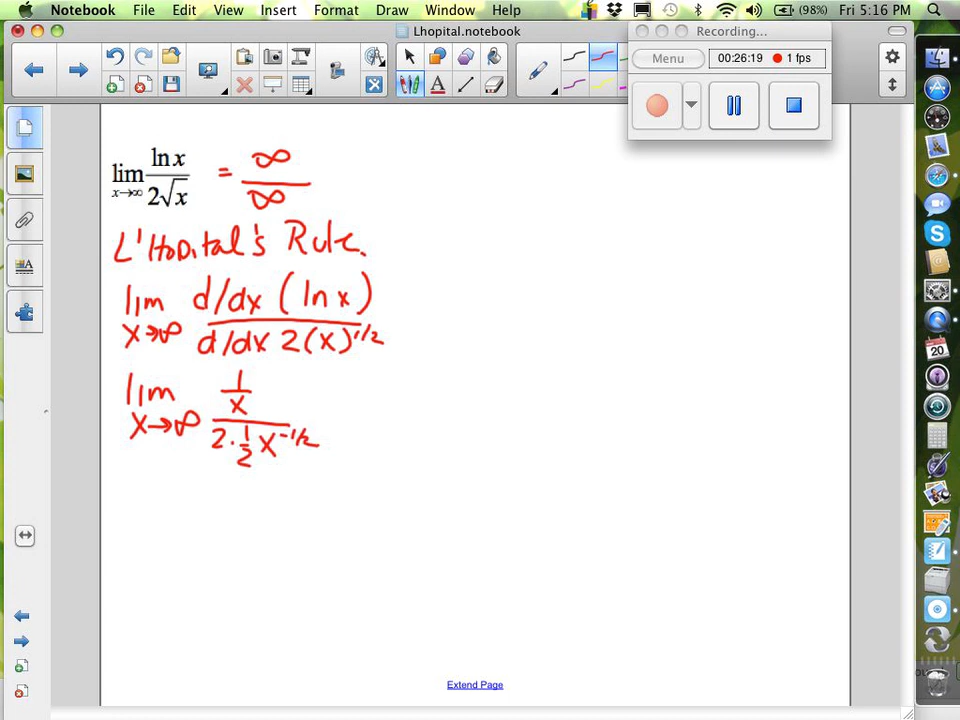 Notebook File Edit View Insert Format Draw Window Help (98%) Fri 5:16 PM
Lhopital.notebook
Recording...
Menu 00:26:19 1 fps
lim x→∞ ln x / 2√x = ∞ / ∞
L'Hopital's Rule.
lim x→∞ d/dx (ln x) / d/dx 2(x)^1/2
lim x→∞ 1/x / 2·1/2 x^-1/2
Extend Page
20